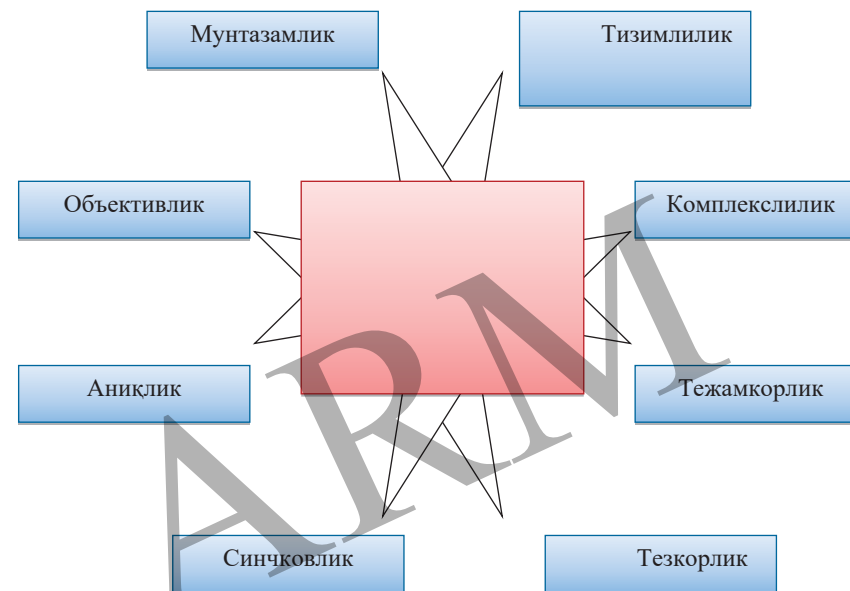 Мунтазамлик
Тизимлилик
Объективлик
Комплекслилик
Аниқлик
Тежамкорлик
Синчковлик
Тезкорлик
ARM